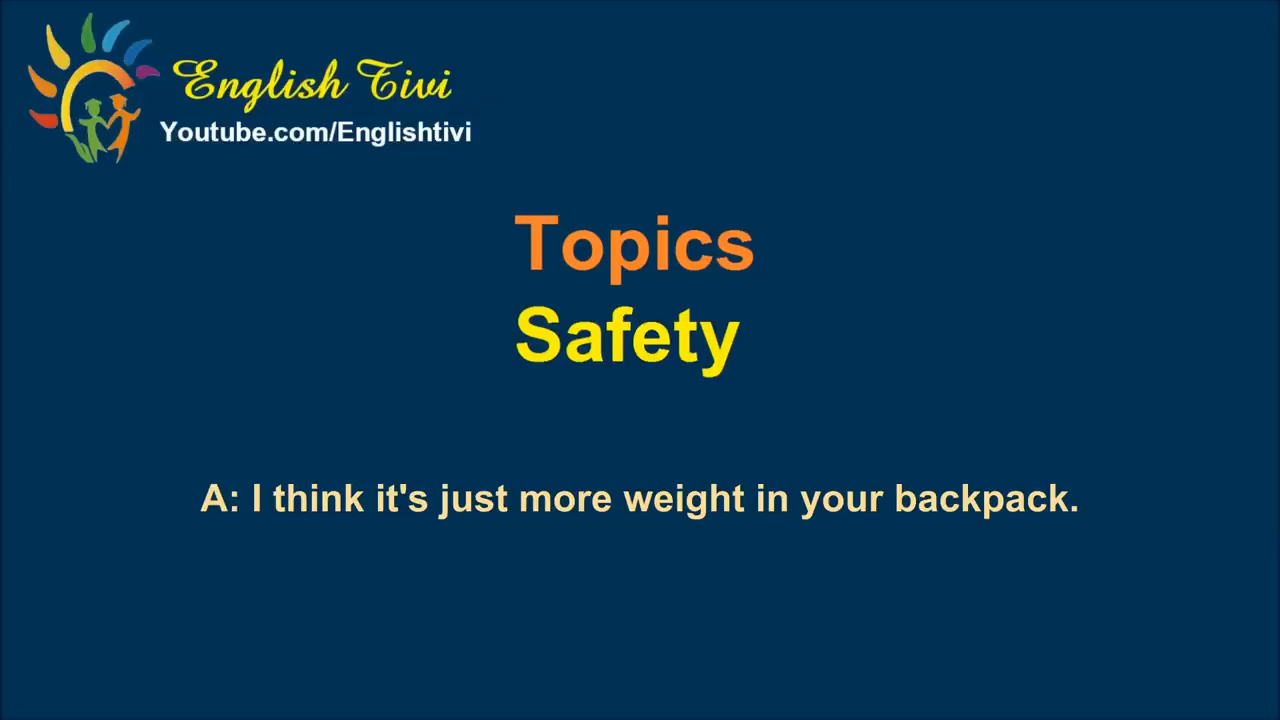 English Tivi
Youtube.com/Englishtivi
Topics
Safety
A: I think it's just more weight in your backpack.